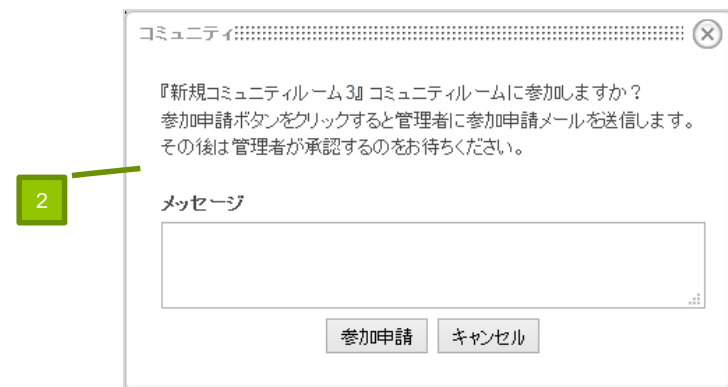 コミュニティ
『新規コミュニティルーム3』コミュニティルームに参加しますか？
参加申請ボタンをクリックすると管理者に参加申請メールを送信します。
その後は管理者が承認するのをお待ちください。
2
メッセージ
参加申請 キャンセル